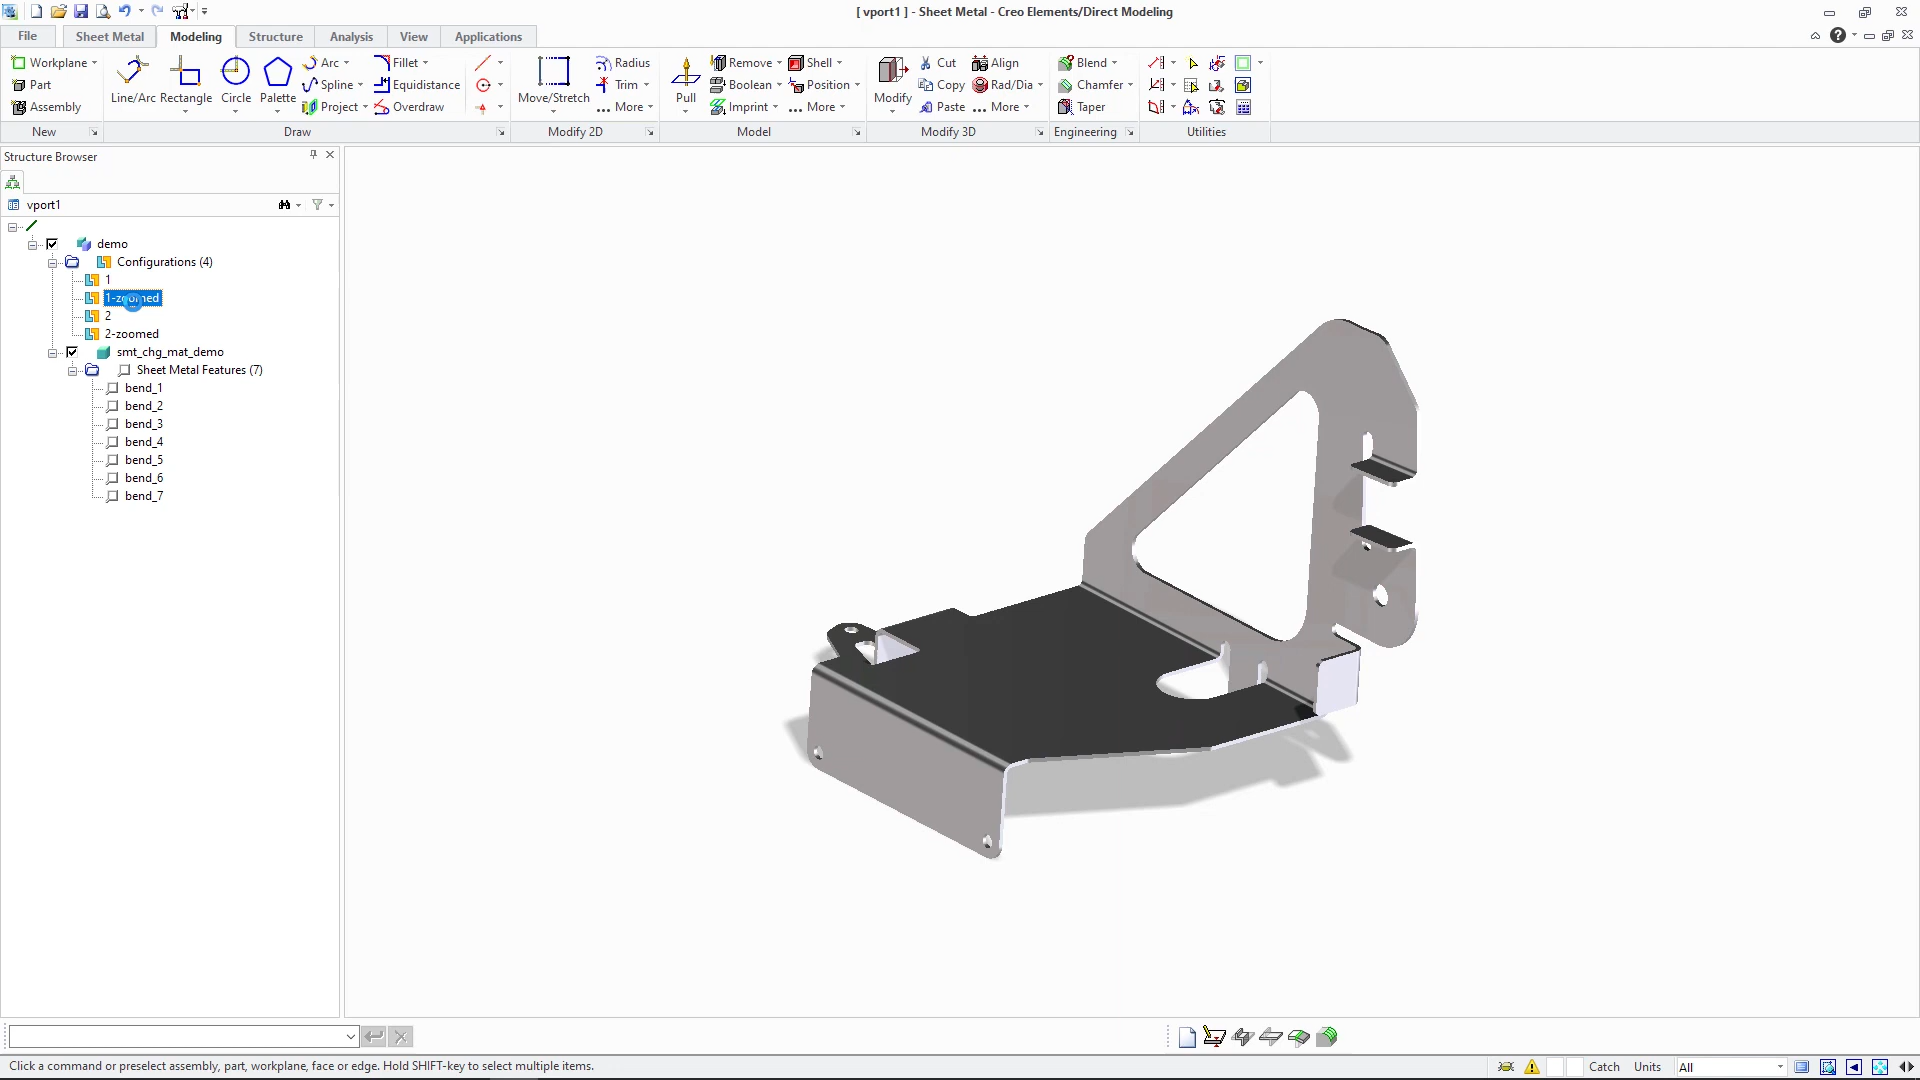 [ vport1 ] - Sheet Metal - Creo Elements/Direct Modeling
File Sheet Metal Modeling Structure Analysis View Applications
Workplane Arc Fillet Radius Remove Shell Cut Align Blend
Part Spline Equidistance Trim Boolean Position Copy Rad/Dia Chamfer
Line/Arc Rectangle Circle Palette Move/Stretch Pull Modify
Assembly Project Overdraw ... More Imprint ... More Paste ... More Taper
New Draw Modify 2D Model Modify 3D Engineering Utilities
Structure Browser
vport1
demo
Configurations (4)
1
1-zoomed
2
2-zoomed
smt_chg_mat_demo
Sheet Metal Features (7)
bend_1
bend_2
bend_3
bend_4
bend_5
bend_6
bend_7
Click a command or preselect assembly, part, workplane, face or edge. Hold SHIFT-key to select multiple items.
Catch Units All